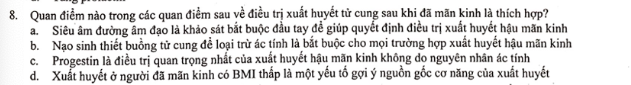 8. Quan điểm nào trong các quan điểm sau về điều trị xuất huyết tử cung sau khi đã mãn kinh là thích hợp?
a. Siêu âm đường âm đạo là khảo sát bắt buộc đầu tay để giúp quyết định điều trị xuất huyết hậu mãn kinh
b. Nạo sinh thiết buồng tử cung để loại trừ ác tính là bắt buộc cho mọi trường hợp xuất huyết hậu mãn kinh
c. Progestin là điều trị quan trọng nhất của xuất huyết hậu mãn kinh không do nguyên nhân ác tính
d. Xuất huyết ở người đã mãn kinh có BMI thấp là một yếu tố gợi ý nguồn gốc cơ năng của xuất huyết